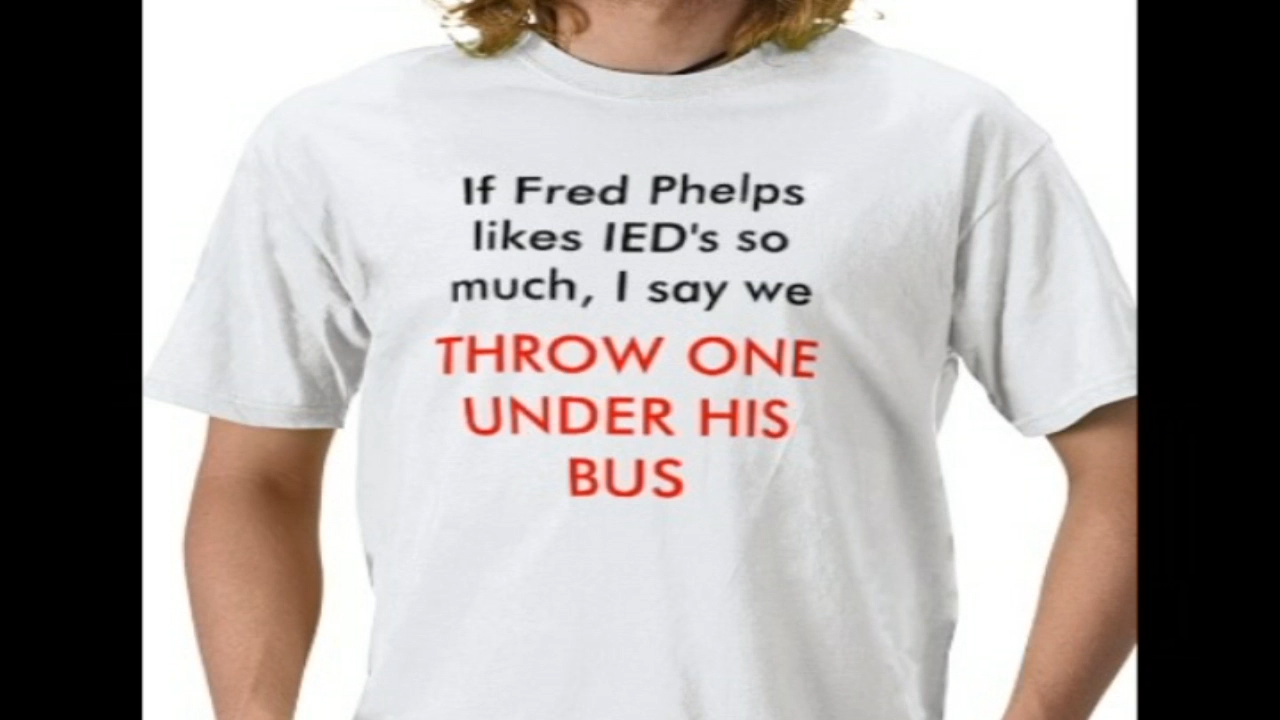 If Fred Phelps
likes IED's so
much, I say we
THROW ONE
UNDER HIS
BUS